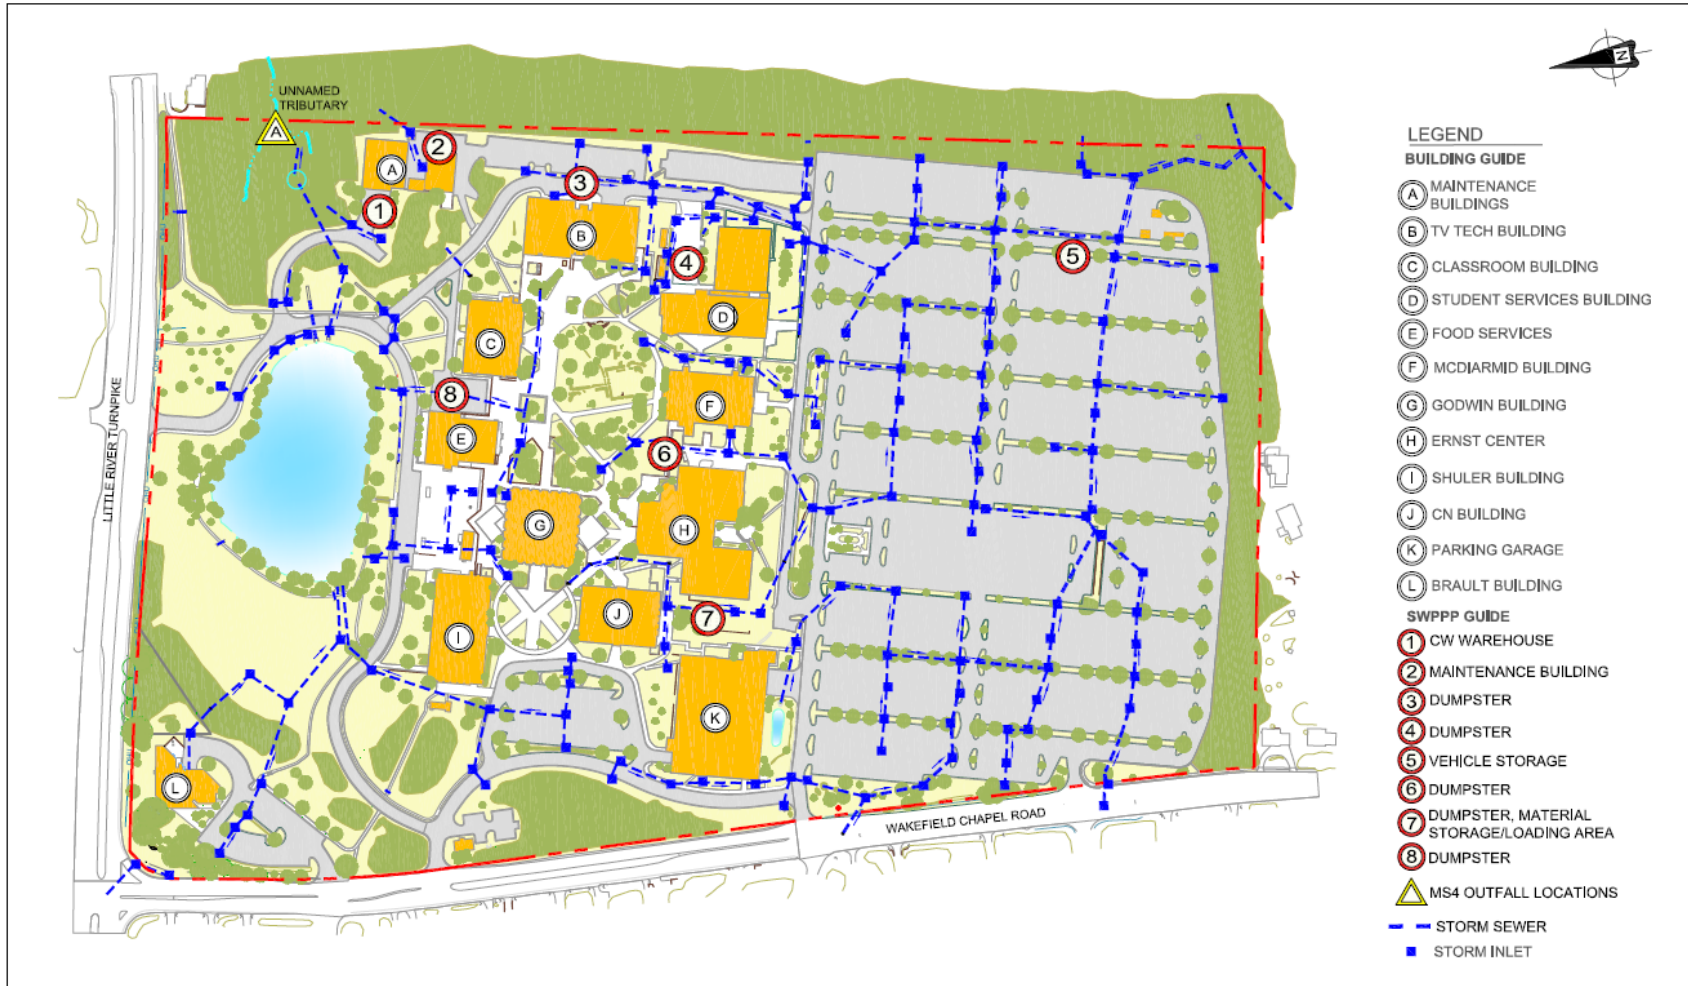 UNNAMED
TRIBUTARY
A
A
2
1
3
B
4
5
D
C
8
F
E
6
G
H
J
7
I
K
L
LITTLE RIVER TURNPIKE
WAKEFIELD CHAPEL ROAD
N
LEGEND
BUILDING GUIDE
A MAINTENANCE
BUILDINGS
B TV TECH BUILDING
C CLASSROOM BUILDING
D STUDENT SERVICES BUILDING
E FOOD SERVICES
F MCDIARMID BUILDING
G GODWIN BUILDING
H ERNST CENTER
I SHULER BUILDING
J CN BUILDING
K PARKING GARAGE
L BRAULT BUILDING
SWPPP GUIDE
1 CW WAREHOUSE
2 MAINTENANCE BUILDING
3 DUMPSTER
4 DUMPSTER
5 VEHICLE STORAGE
6 DUMPSTER
7 DUMPSTER, MATERIAL
STORAGE/LOADING AREA
8 DUMPSTER
MS4 OUTFALL LOCATIONS
STORM SEWER
STORM INLET